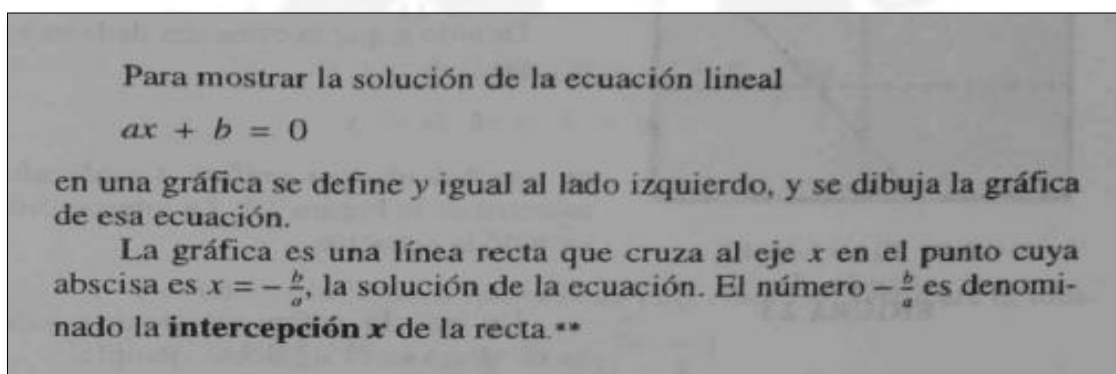 Para mostrar la solución de la ecuación lineal
ax + b = 0
en una gráfica se define y igual al lado izquierdo, y se dibuja la gráfica
de esa ecuación.
La gráfica es una línea recta que cruza al eje x en el punto cuya
abscisa es x = -b/a, la solución de la ecuación. El número -b/a es denomi-
nado la intercepción x de la recta.**